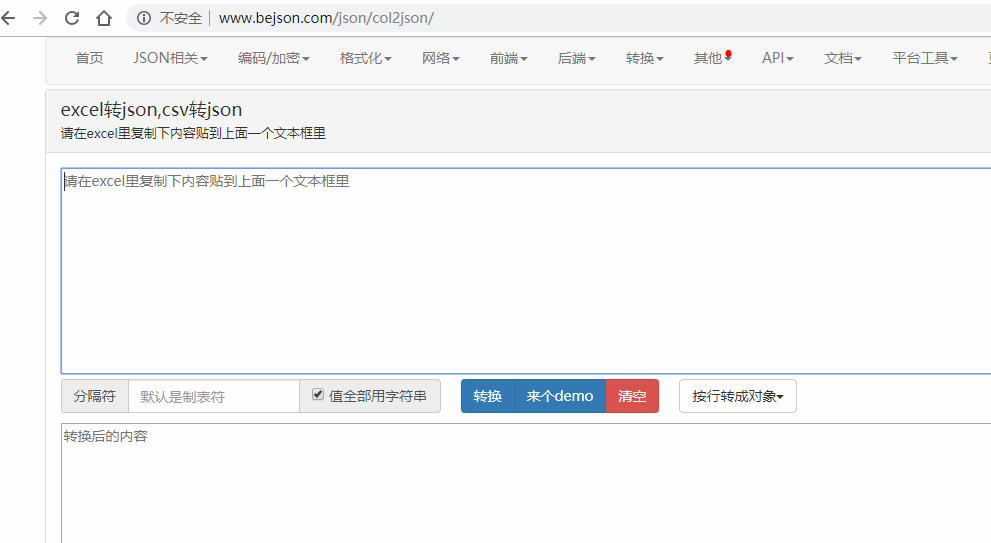 不安全 www.bejson.com/json/col2json/
首页 JSON相关 编码/加密 格式化 网络 前端 后端 转换 其他 API 文档 平台工具
excel转json,csv转json
请在excel里复制下内容贴到上面一个文本框里
请在excel里复制下内容贴到上面一个文本框里
分隔符 默认是制表符 值全部用字符串 转换 来个demo 清空 按行转成对象
转换后的内容